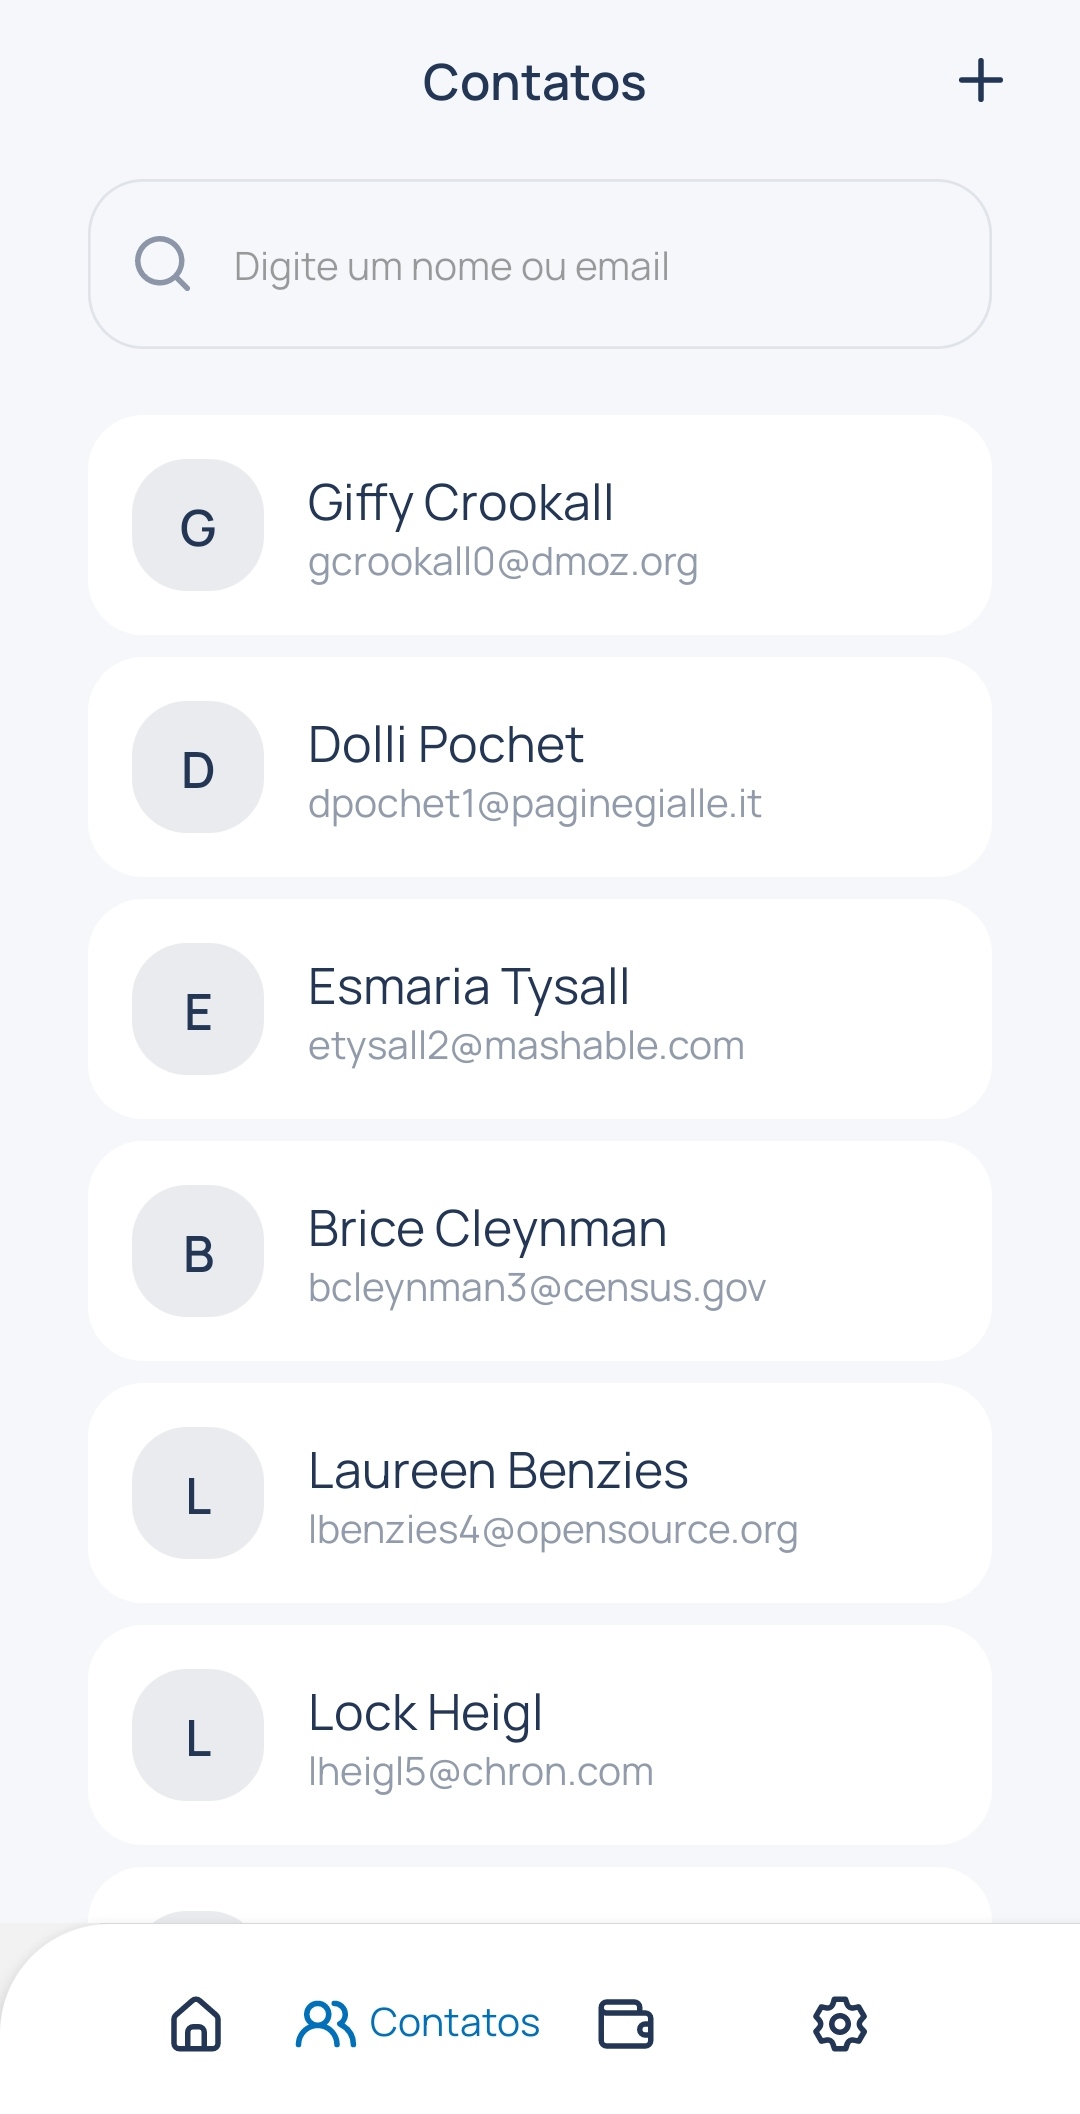 Contatos
Digite um nome ou email
G
Giffy Crookall
gcrookall0@dmoz.org
D
Dolli Pochet
dpochet1@paginegialle.it
E
Esmaria Tysall
etysall2@mashable.com
B
Brice Cleynman
bcleynman3@census.gov
L
Laureen Benzies
lbenzies4@opensource.org
L
Lock Heigl
lheigl5@chron.com
Contatos